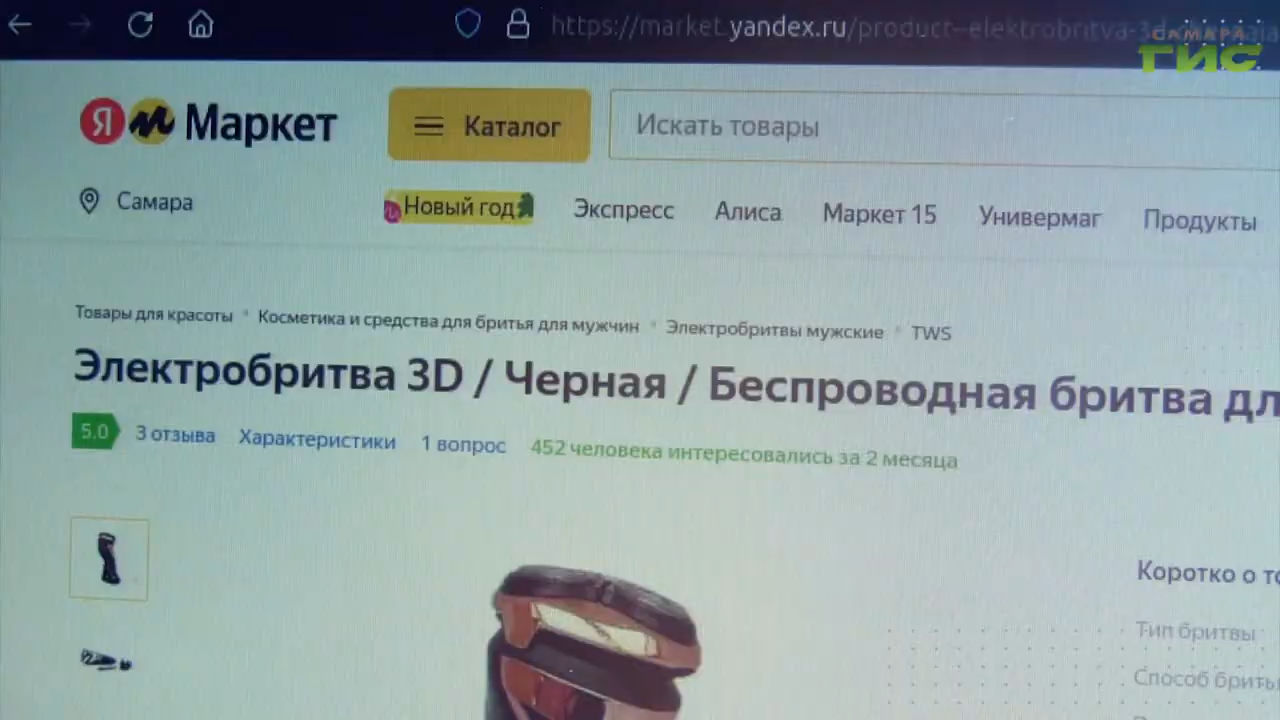 https://market.yandex.ru/product--elektrobritva-3d
САМАРА
ГИС
Я м Маркет
Каталог
Искать товары
Самара
Новый год
Экспресс
Алиса
Маркет 15
Универмаг
Продукты
Товары для красоты • Косметика и средства для бритья для мужчин • Электробритвы мужские • TWS
Электробритва 3D / Черная / Беспроводная бритва дл
5.0 3 отзыва Характеристики 1 вопрос 452 человека интересовались за 2 месяца
Коротко о то
Тип бритвы
Способ бритья